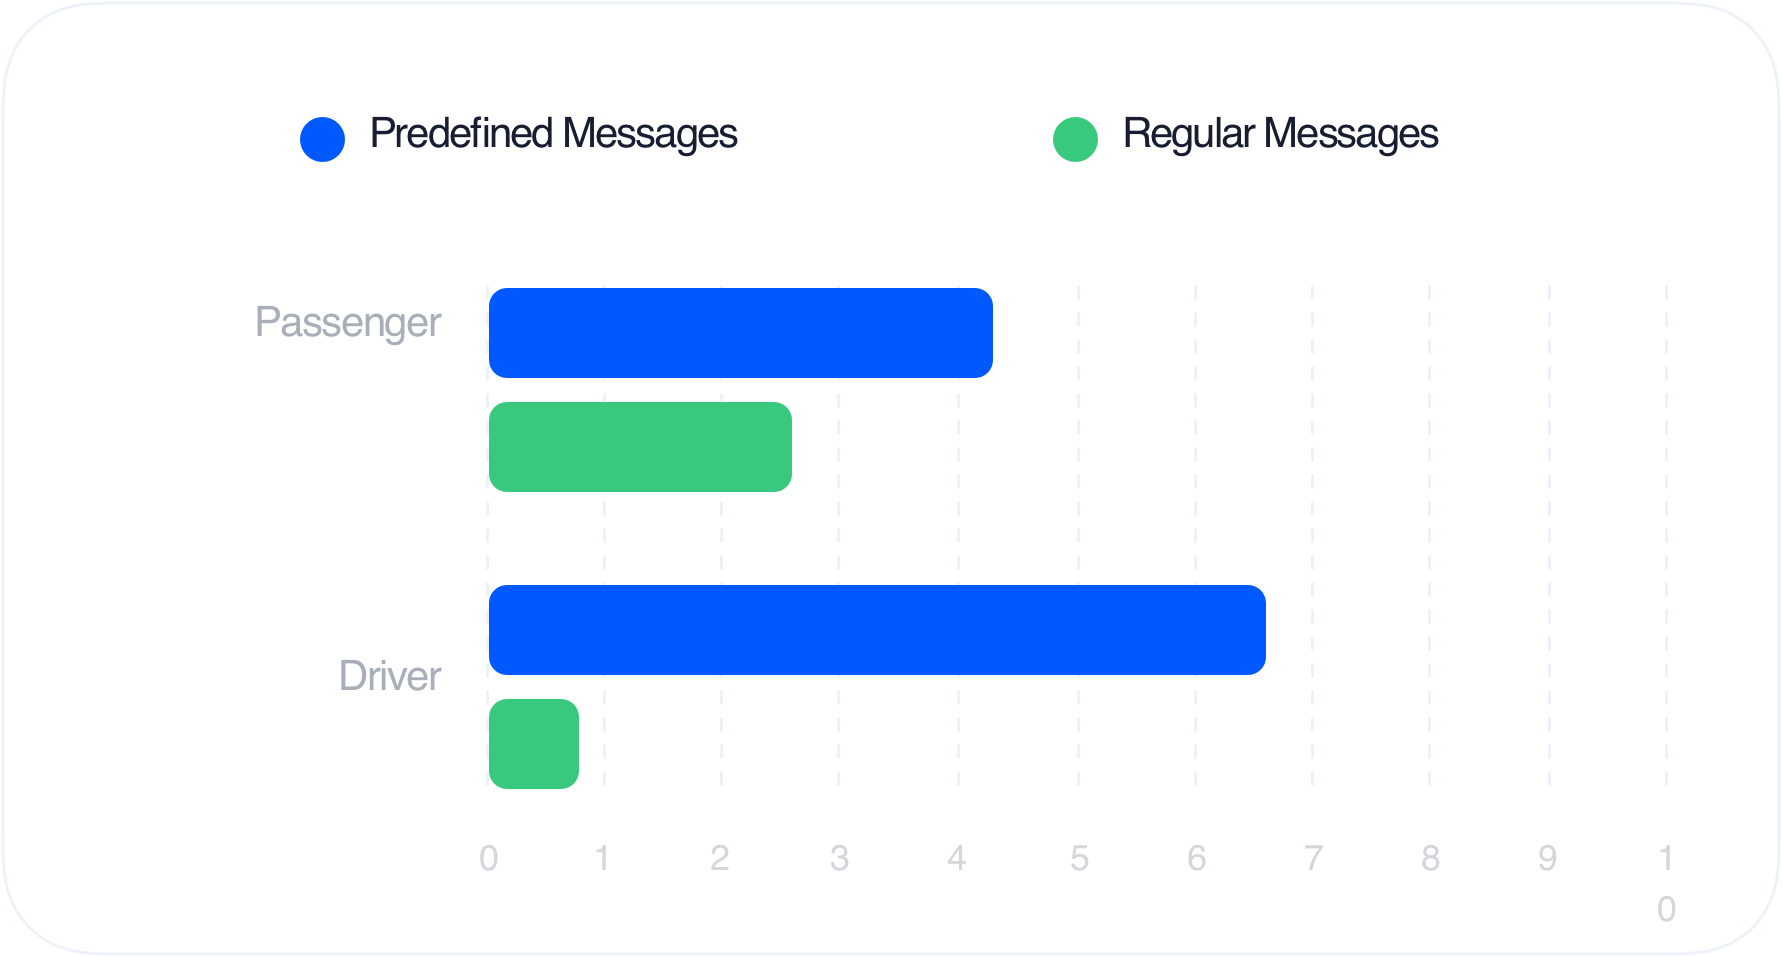 Predefined Messages
Regular Messages
Passenger
Driver
0 1 2 3 4 5 6 7 8 9 1
0